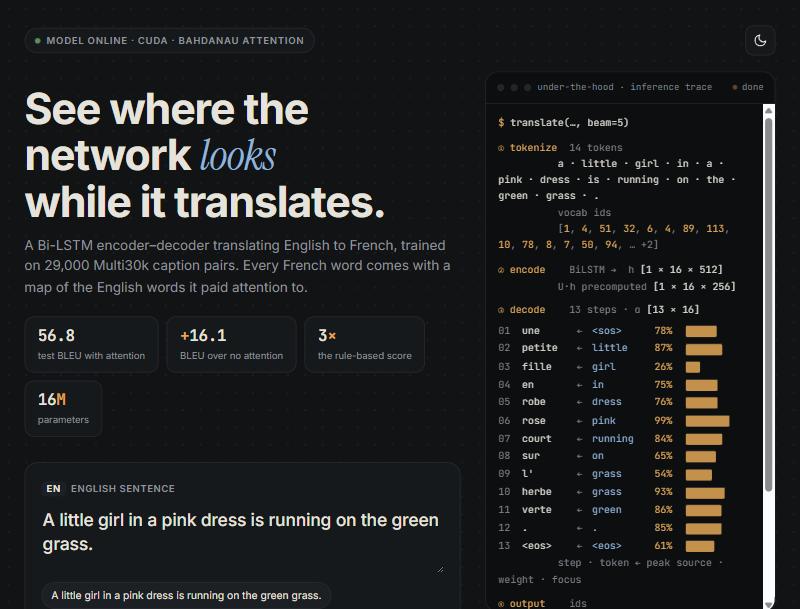 MODEL ONLINE · CUDA · BAHDANAU ATTENTION
See where the
network looks
while it translates.
A Bi-LSTM encoder–decoder translating English to French, trained
on 29,000 Multi30k caption pairs. Every French word comes with a
map of the English words it paid attention to.
56.8
test BLEU with attention
+16.1
BLEU over no attention
3×
the rule-based score
16M
parameters
EN ENGLISH SENTENCE
A little girl in a pink dress is running on the green
grass.
A little girl in a pink dress is running on the green grass.
under-the-hood · inference trace done
$ translate(…, beam=5)
① tokenize 14 tokens
a · little · girl · in · a ·
pink · dress · is · running · on · the ·
green · grass · .
vocab ids
[1, 4, 51, 32, 6, 4, 89, 113,
10, 78, 8, 7, 50, 94, … +2]
② encode BiLSTM → h [1 × 16 × 512]
U·h precomputed [1 × 16 × 256]
③ decode 13 steps · α [13 × 16]
01 une ← <sos> 78%
02 petite ← little 87%
03 fille ← girl 26%
04 en ← in 75%
05 robe ← dress 76%
06 rose ← pink 99%
07 court ← running 84%
08 sur ← on 65%
09 l' ← grass 54%
10 herbe ← grass 93%
11 verte ← green 86%
12 . ← . 85%
13 <eos> ← <eos> 61%
step · token ← peak source ·
weight · focus
④ output ids